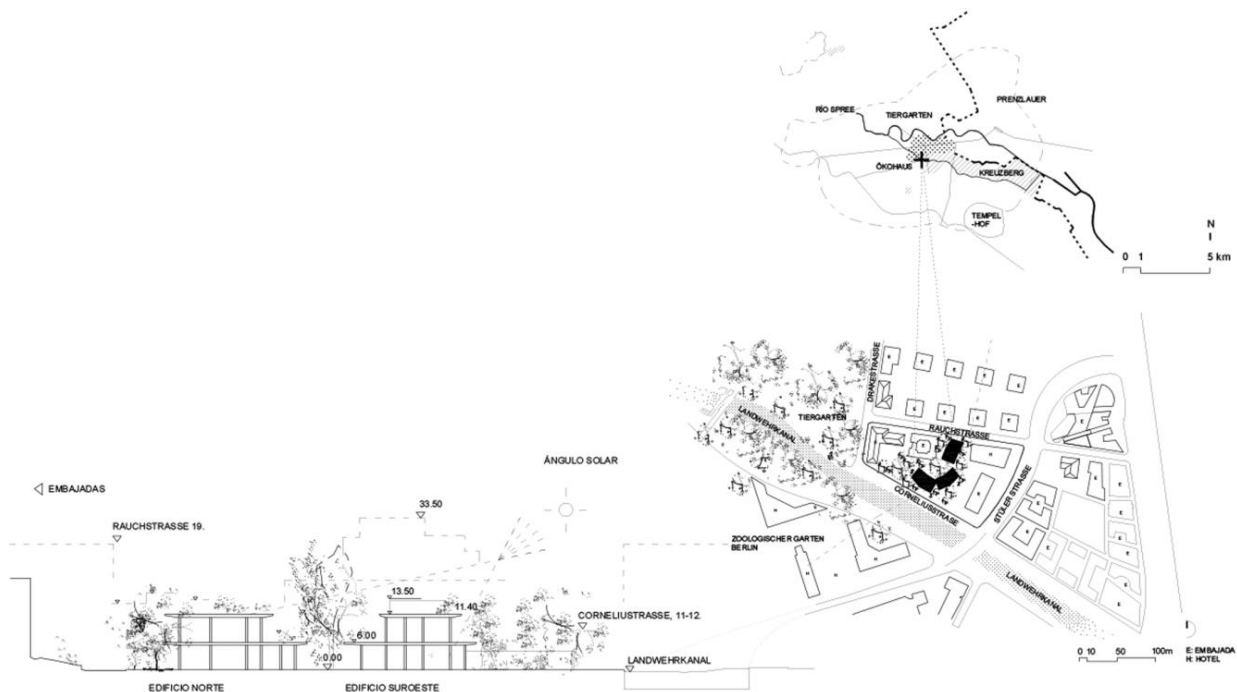 PRENZLAUER
RÍO SPREE
TIERGARTEN
ÖKOHAUS
KREUZBERG
TEMPEL
-HOF
N
0 1
5 km
DRAKESTRASSE
TIERGARTEN
LANDWEHRKANAL
RAUCHSTRASSE
CORNELIUSSTRASE
STÜLER STRASSE
ZOOLOGISCHER GARTEN
BERLIN
LANDWEHRKANAL
0 10 50 100m
E: EMBAJADA
H: HOTEL
ÁNGULO SOLAR
EMBAJADAS
33.50
RAUCHSTRASSE 19.
13.50
11.40
CORNELIUSTRASSE, 11-12.
6.00
0.00
LANDWEHRKANAL
EDIFICIO NORTE
EDIFICIO SUROESTE